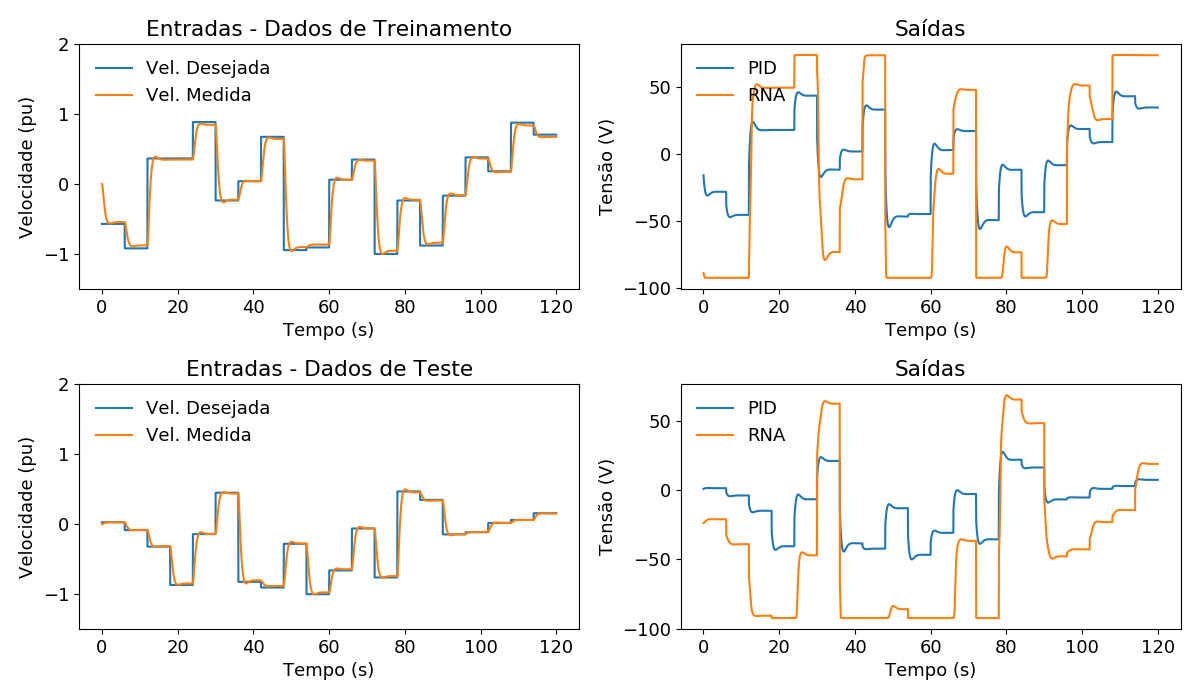 Entradas - Dados de Treinamento
Vel. Desejada
Vel. Medida
2
1
0
−1
Velocidade (pu)
0 20 40 60 80 100 120
Tempo (s)
Saídas
PID
RNA
50
0
−50
−100
Tensão (V)
0 20 40 60 80 100 120
Tempo (s)
Entradas - Dados de Teste
Vel. Desejada
Vel. Medida
2
1
0
−1
Velocidade (pu)
0 20 40 60 80 100 120
Tempo (s)
Saídas
PID
RNA
50
0
−50
−100
Tensão (V)
0 20 40 60 80 100 120
Tempo (s)